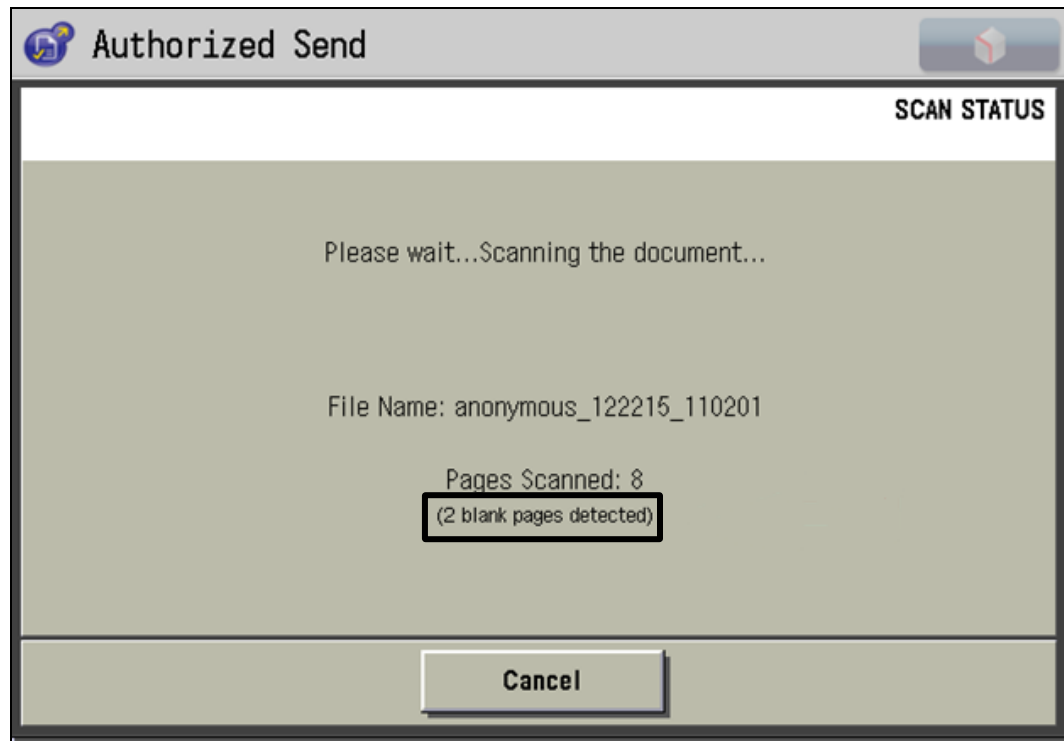 Authorized Send
SCAN STATUS
Please wait...Scanning the document...
File Name: anonymous_122215_110201
Pages Scanned: 8
(2 blank pages detected)
Cancel